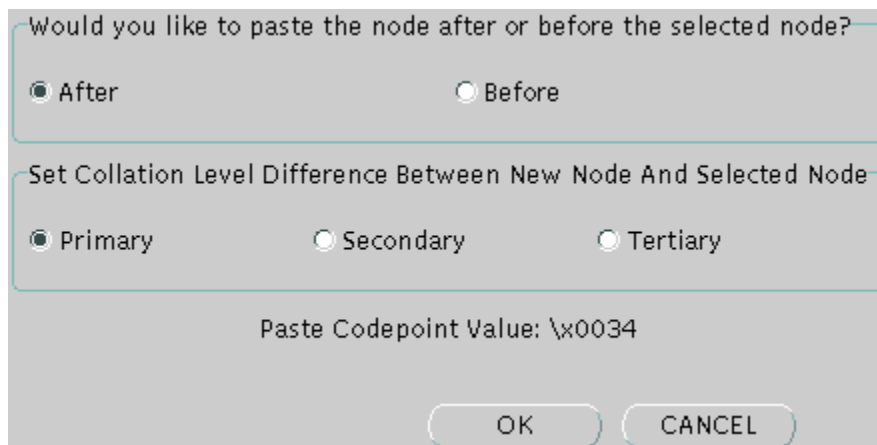 Would you like to paste the node after or before the selected node?
After Before
Set Collation Level Difference Between New Node And Selected Node
Primary Secondary Tertiary
Paste Codepoint Value: \x0034
OK CANCEL